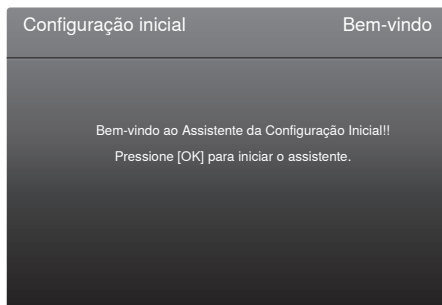 Configuração inicial Bem-vindo
Bem-vindo ao Assistente da Configuração Inicial!!
Pressione [OK] para iniciar o assistente.